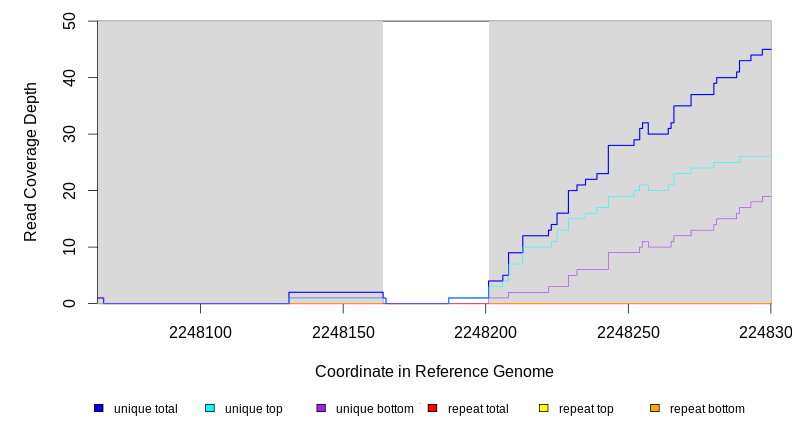 50
40
30
20
10
0
Read Coverage Depth
2248100 2248150 2248200 2248250 224830
Coordinate in Reference Genome
unique total unique top unique bottom repeat total repeat top repeat bottom